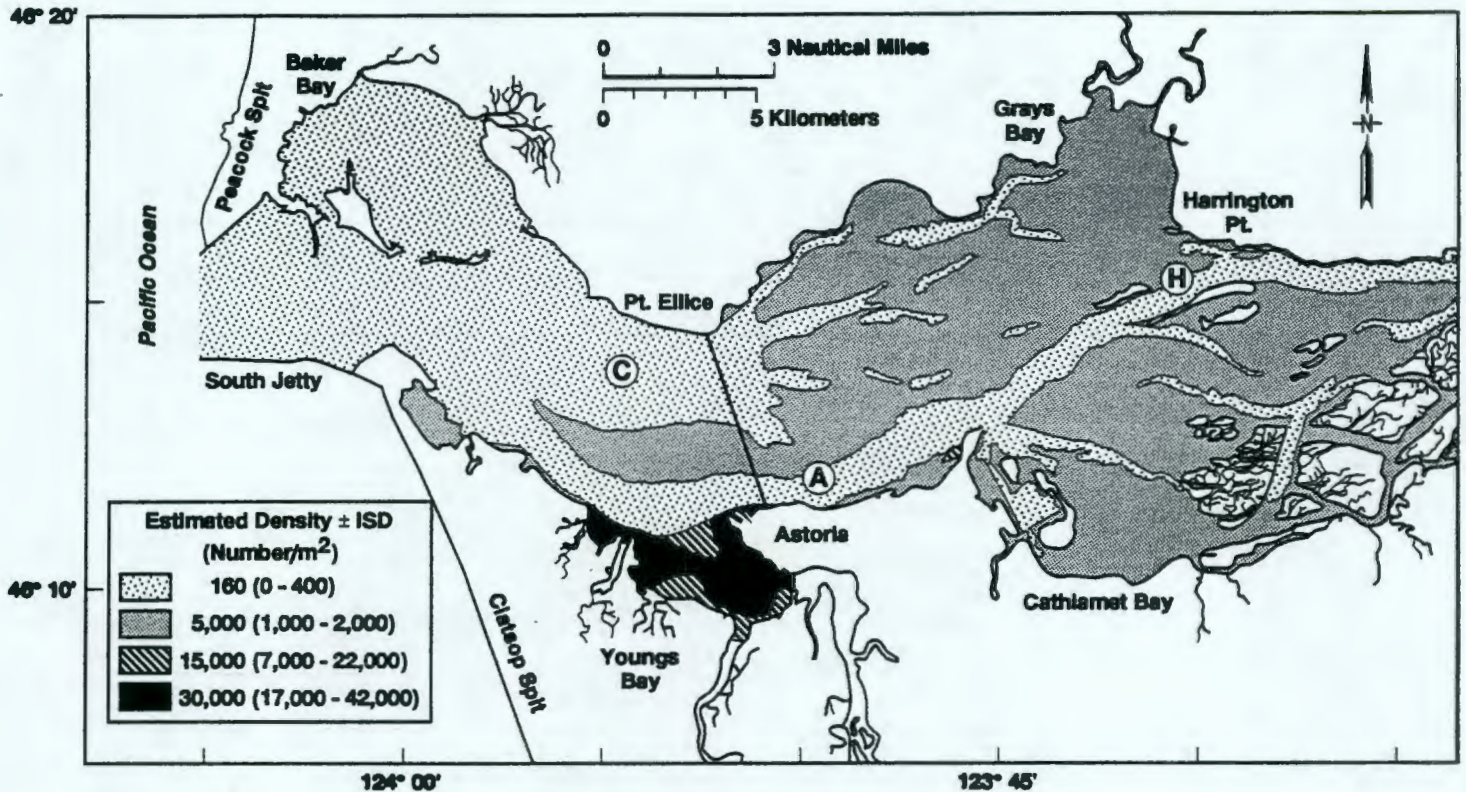 46° 20'
0 3 Nautical Miles
0 5 Kilometers
Baker
Bay
Peacock Spit
Grays
Bay
N
Harrington
Pt.
Pacific Ocean
H
Pt. Ellice
C
South Jetty
A
Astoria
Estimated Density ± ISD
(Number/m²)
160 (0 - 400)
5,000 (1,000 - 2,000)
15,000 (7,000 - 22,000)
30,000 (17,000 - 42,000)
46° 10'
Clatsop Spit
Youngs
Bay
Cathlamet Bay
124° 00'
123° 45'